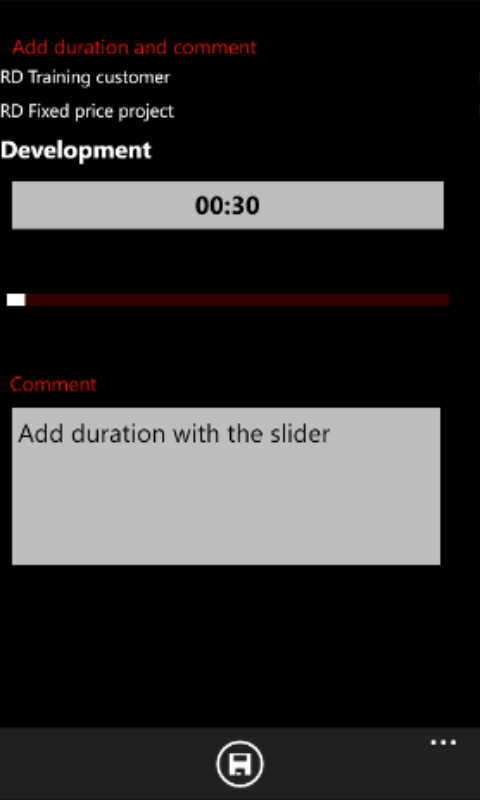 Add duration and comment
RD Training customer
RD Fixed price project
Development
00:30
Comment
Add duration with the slider